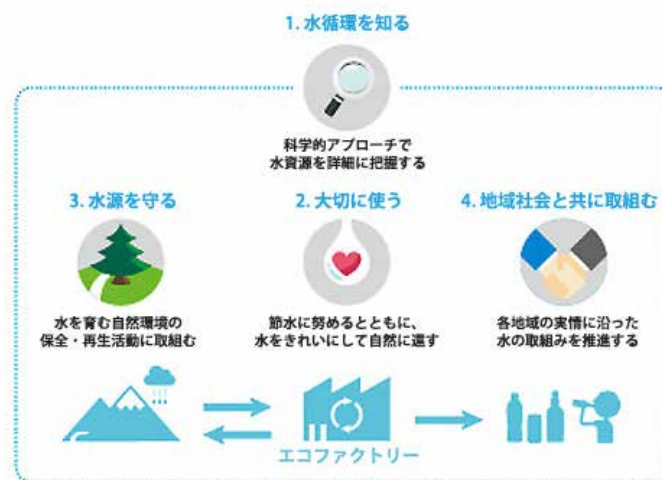 1. 水循環を知る
科学的アプローチで
水資源を詳細に把握する
3. 水源を守る
水を育む自然環境の
保全・再生活動に取組む
2. 大切に使う
節水に努めるとともに、
水をきれいにして自然に還す
4. 地域社会と共に取組む
各地域の実情に沿った
水の取組みを推進する
エコファクトリー